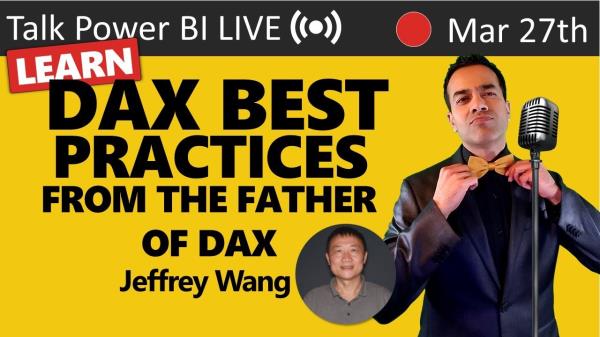 Talk Power BI LIVE
Mar 27th
LEARN
DAX BEST
PRACTICES
FROM THE FATHER
OF DAX
Jeffrey Wang